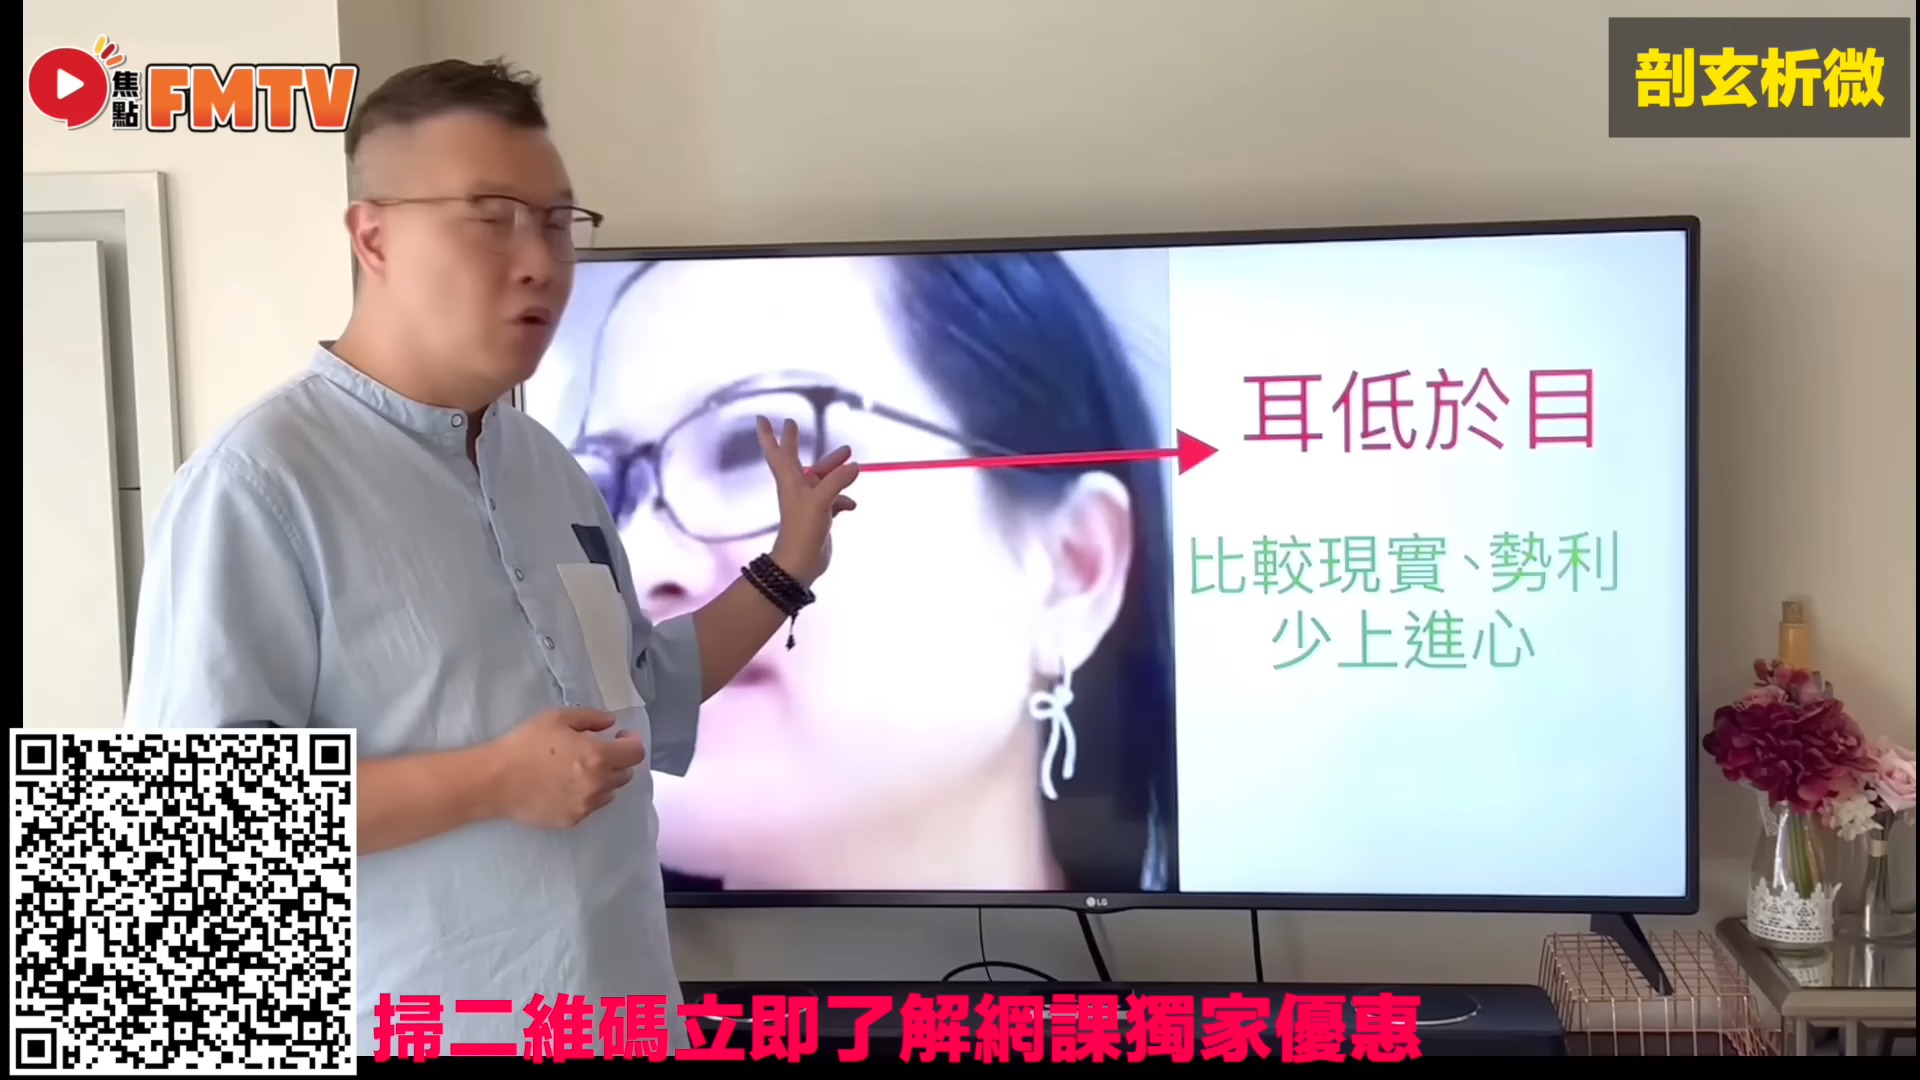 焦點 FMTV
剖玄析微
耳低於目
比較現實、勢利
少上進心
LG
掃二維碼立即了解網課獨家優惠